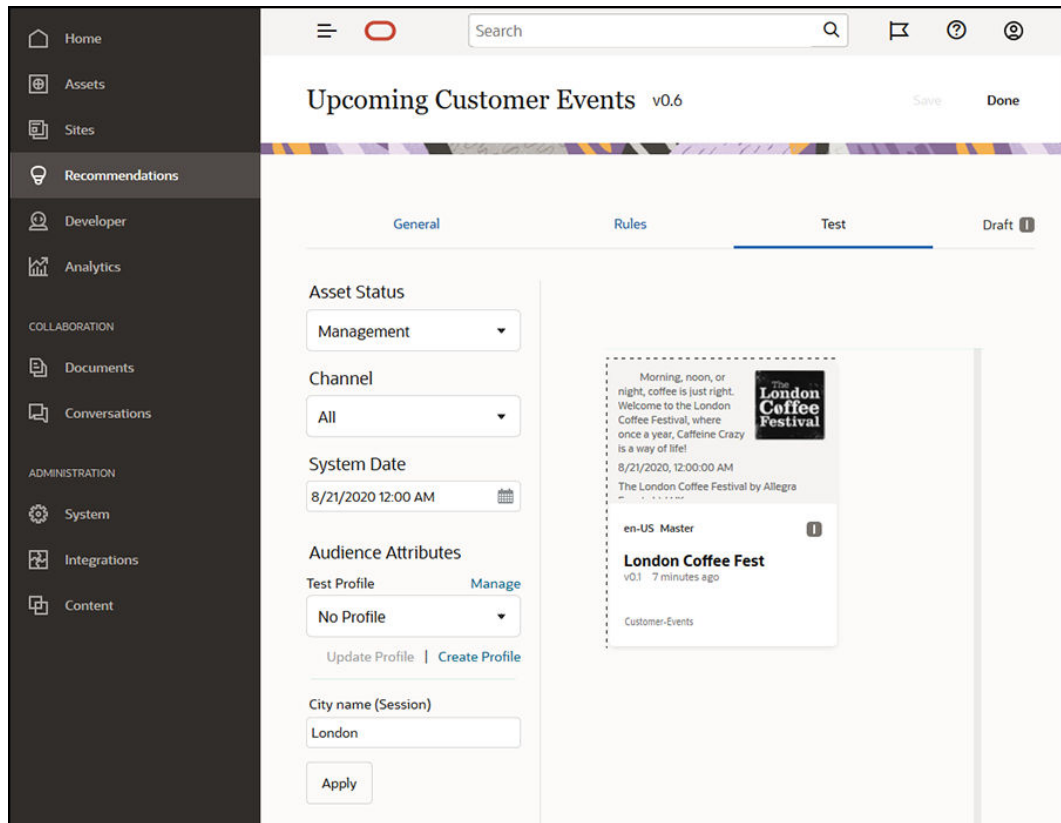 Home
Assets
Sites
Recommendations
Developer
Analytics
COLLABORATION
Documents
Conversations
ADMINISTRATION
System
Integrations
Content
Search
Upcoming Customer Events v0.6
Save Done
General Rules Test Draft
Asset Status
Management
Channel
All
System Date
8/21/2020 12:00 AM
Audience Attributes
Test Profile Manage
No Profile
Update Profile | Create Profile
City name (Session)
London
Apply
Morning, noon, or
night, coffee is just right.
Welcome to the London
Coffee Festival, where
once a year, Caffeine Crazy
is a way of life!
8/21/2020, 12:00:00 AM
The London Coffee Festival by Allegra
The
London
Coffee
Festival
en-US Master
London Coffee Fest
v0.1 7 minutes ago
Customer-Events